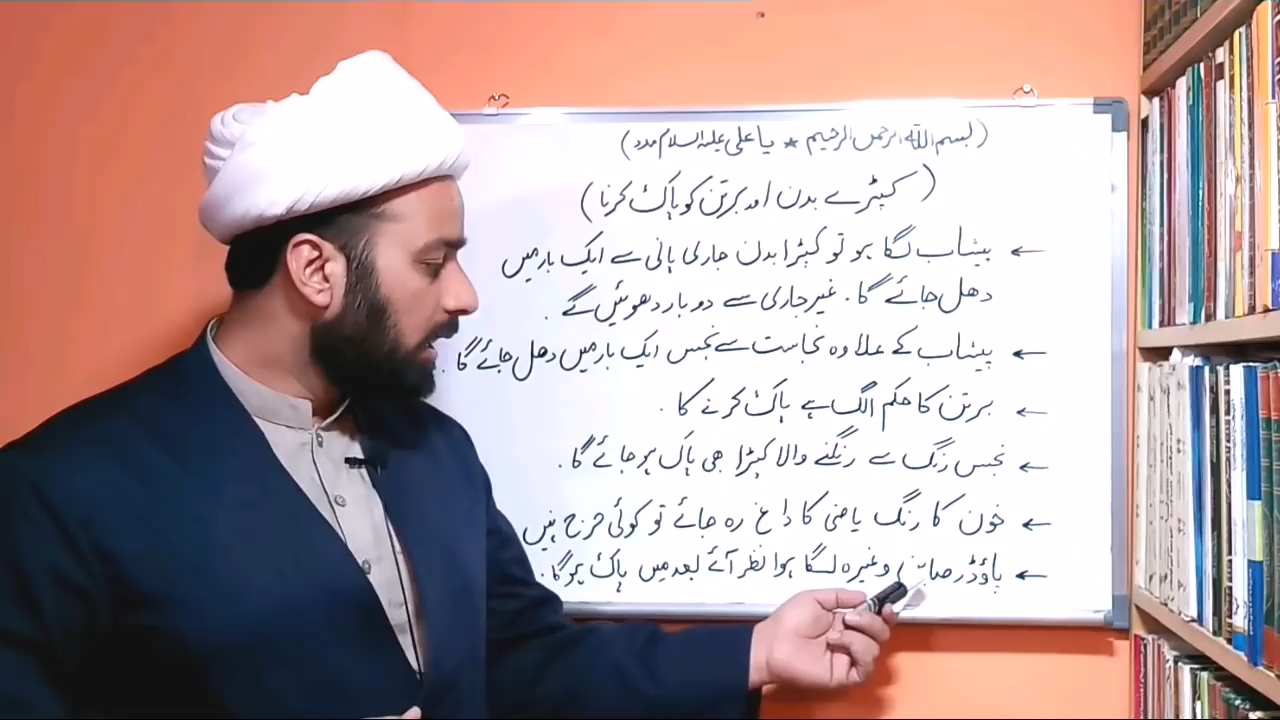 (بسم اللہ الرحمن الرحیم ★ یا علی علیہ السلام مدد)
(کپڑے بدن اور برتن کو پاک کرنا)
← پیشاب لگا ہو تو کپڑا بدن جاری پانی سے ایک بار میں
دھل جائے گا. غیر جاری سے دو بار دھوئیں گے.
← پیشاب کے علاوہ نجاست سے نجس ایک بار میں دھل جائے گا.
← برتن کا حکم الگ ہے پاک کرنے کا.
← نجس رنگ سے رنگنے والا کپڑا بھی پاک ہو جائے گا.
← خون کا رنگ یا منی کا داغ رہ جائے تو کوئی حرج نہیں
← پاؤڈر صابن وغیرہ لگا ہوا نظر آئے بعد میں پاک ہوگا.